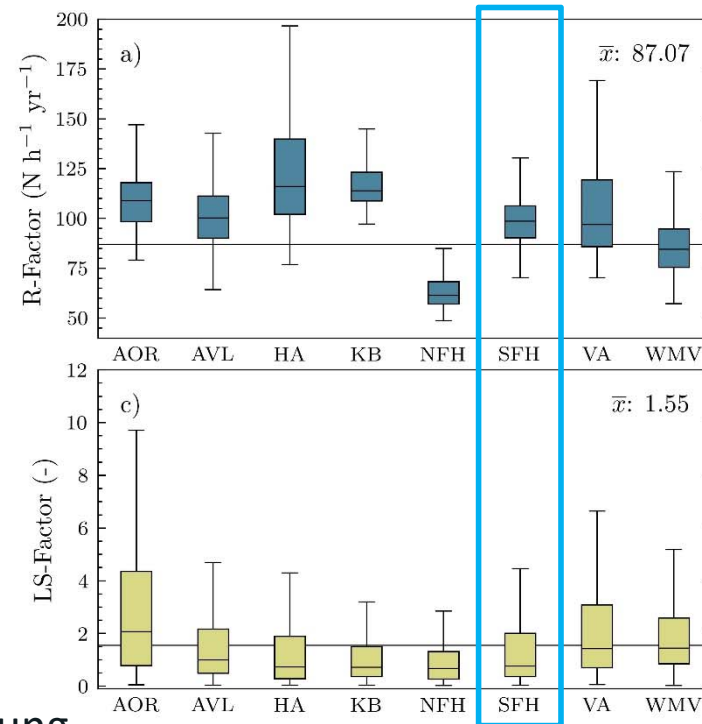 a)
x̄: 87.07
R-Factor (N h⁻¹ yr⁻¹)
200
175
150
125
100
75
50
AOR AVL HA KB NFH SFH VA WMV
c)
x̄: 1.55
LS-Factor (-)
12
10
8
6
4
2
0
AOR AVL HA KB NFH SFH VA WMV